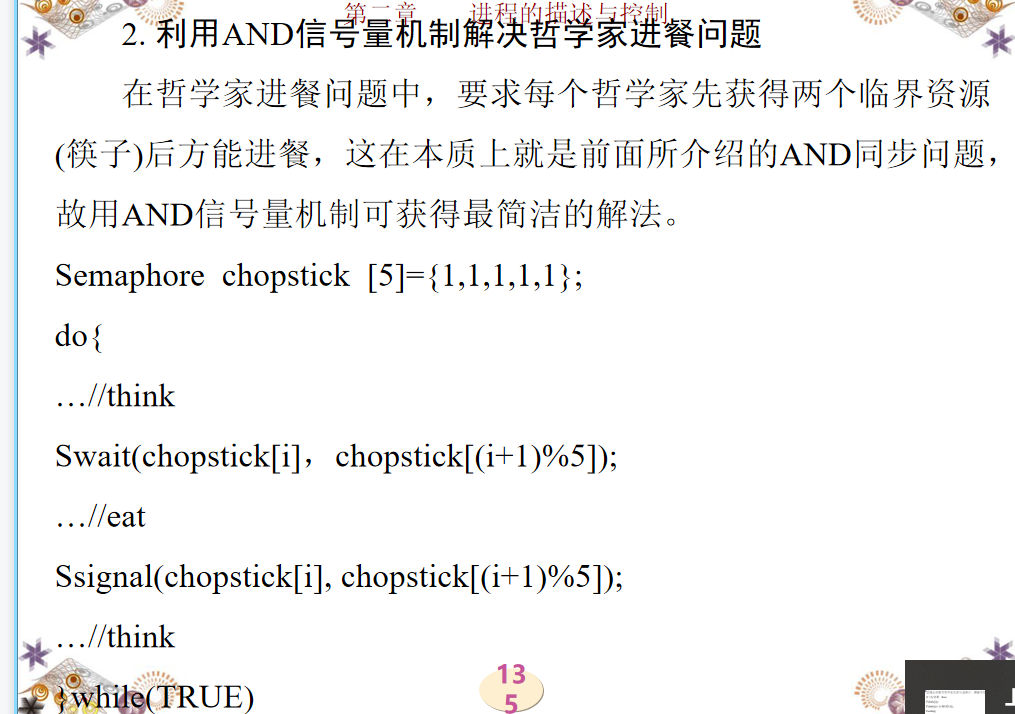 第二章 进程的描述与控制
2. 利用AND信号量机制解决哲学家进餐问题
在哲学家进餐问题中，要求每个哲学家先获得两个临界资源
(筷子)后方能进餐，这在本质上就是前面所介绍的AND同步问题，
故用AND信号量机制可获得最简洁的解法。
Semaphore chopstick [5]={1,1,1,1,1};
do{
…//think
Swait(chopstick[i]，chopstick[(i+1)%5]);
…//eat
Ssignal(chopstick[i], chopstick[(i+1)%5]);
…//think
}while(TRUE)
13
5